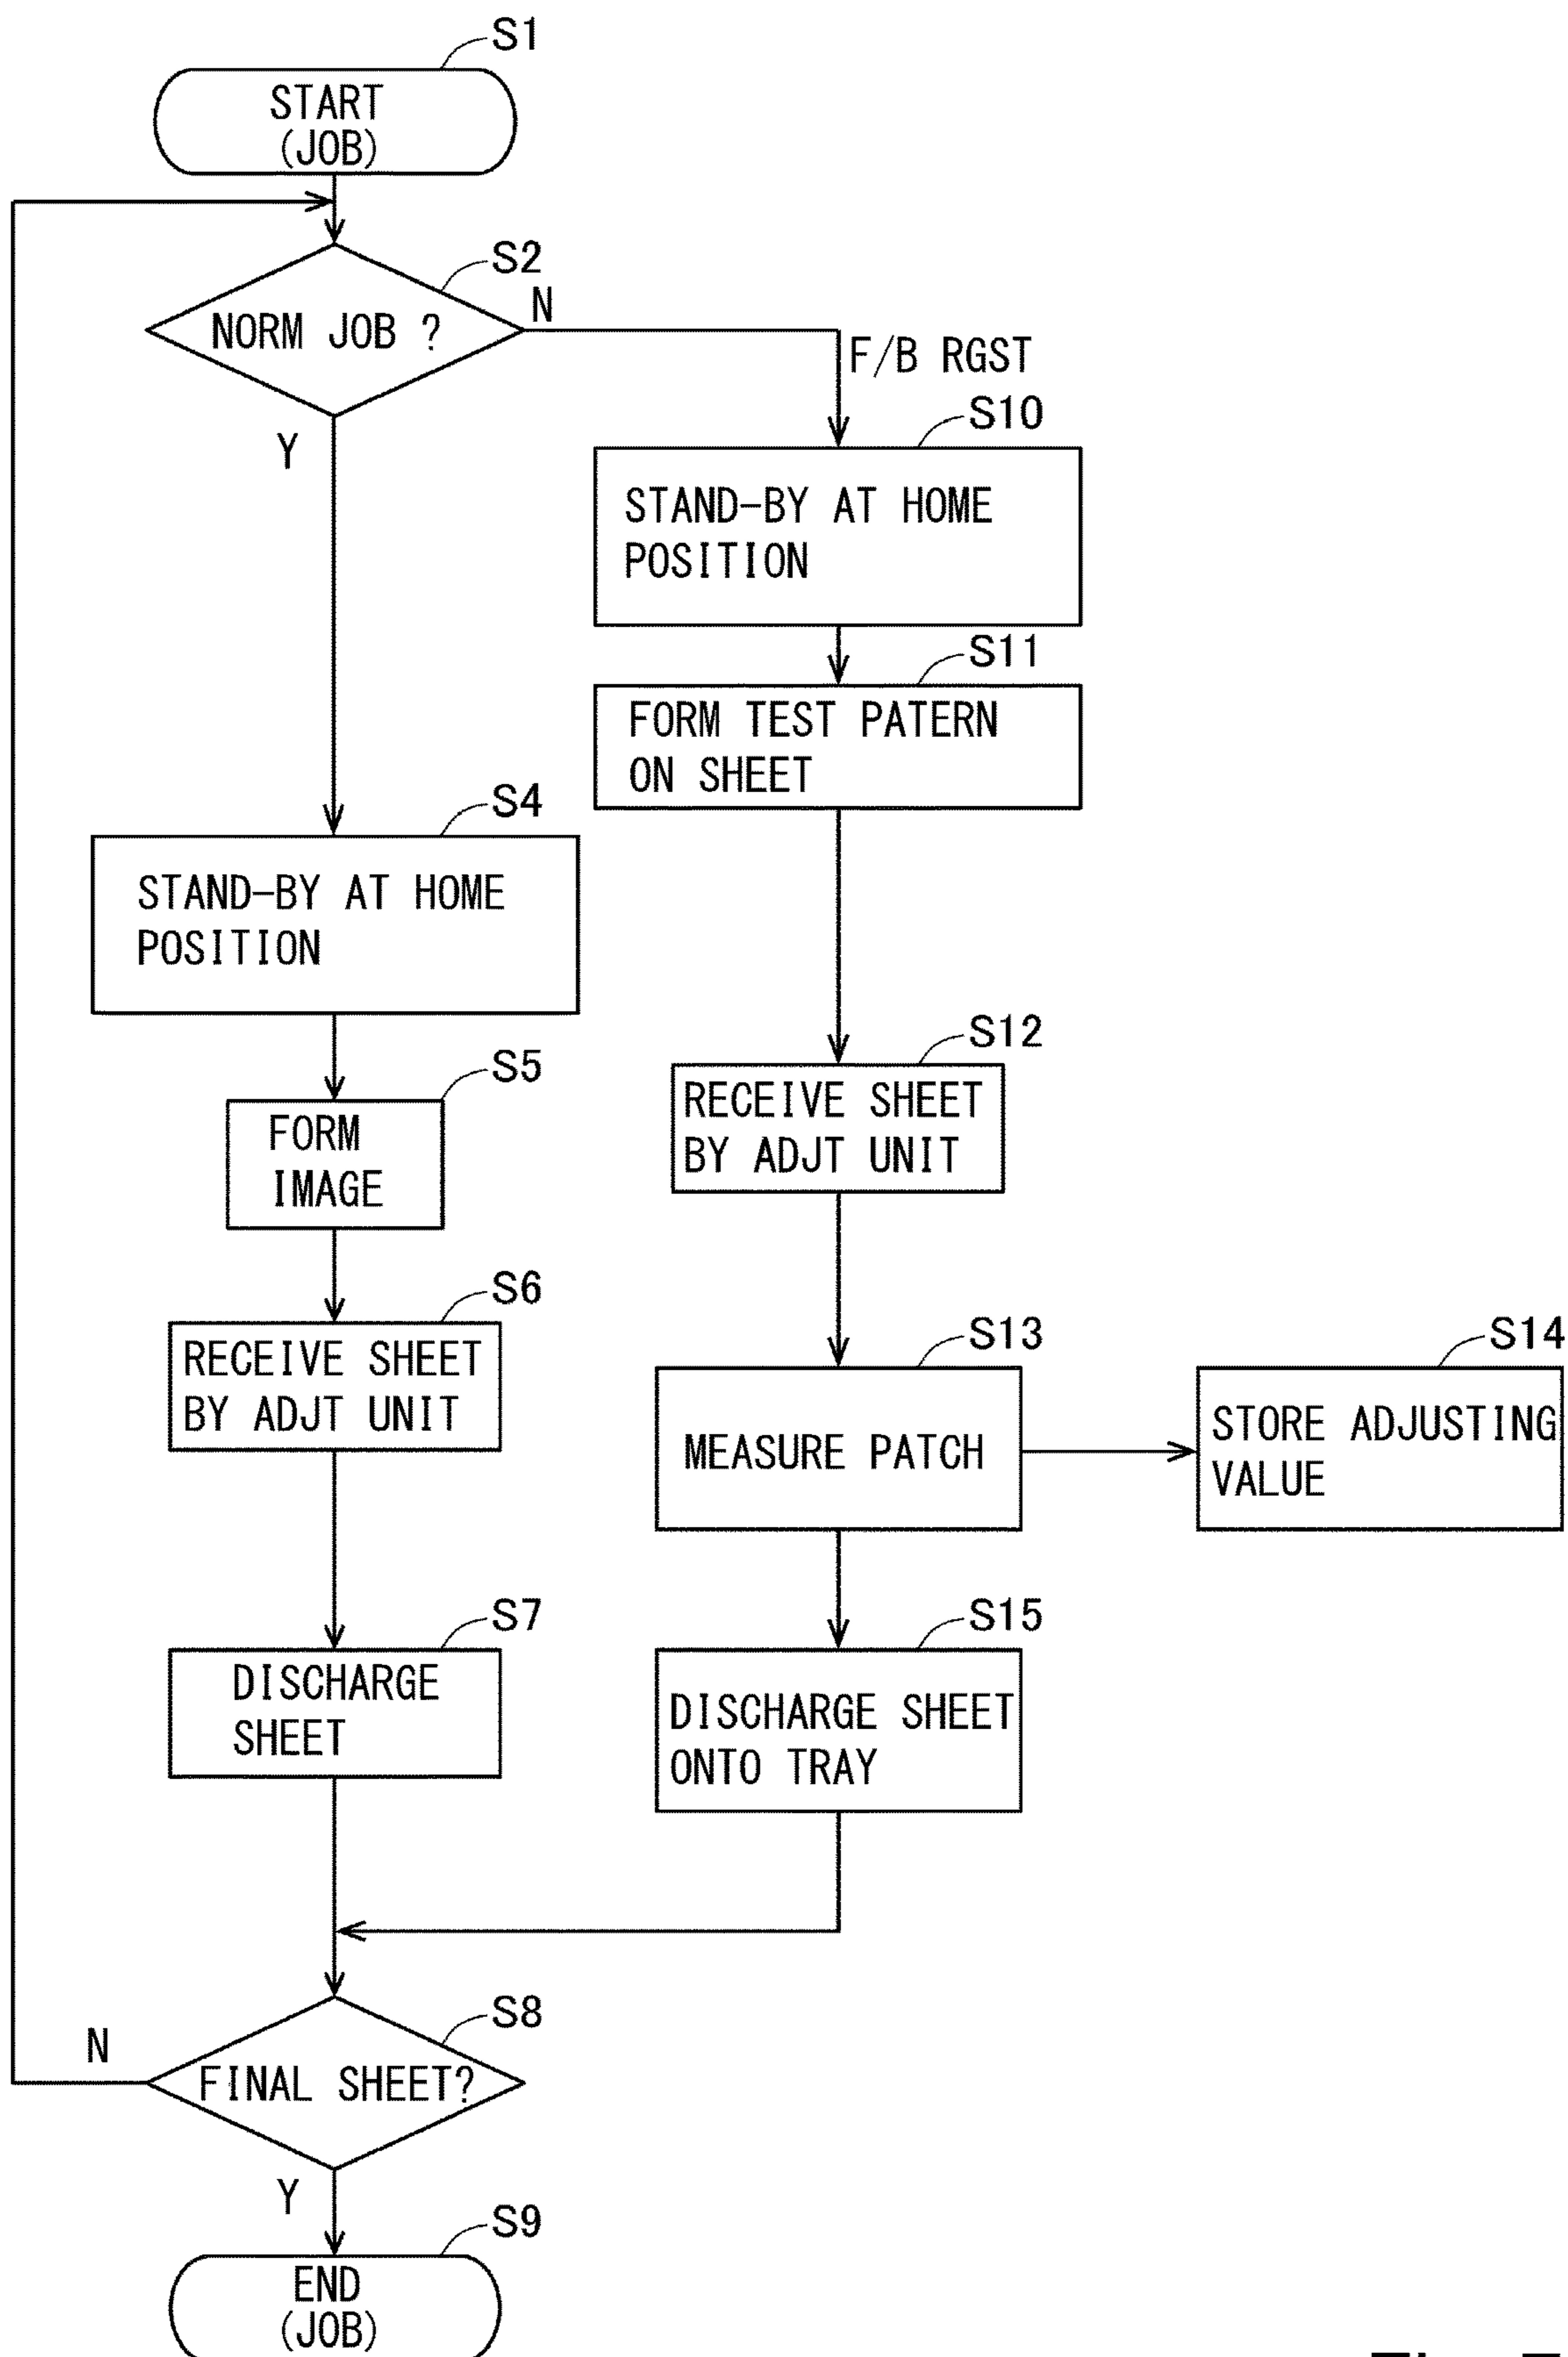 S1
START
(JOB)
S2
NORM JOB ?
N
F/B RGST
Y
S10
STAND-BY AT HOME
POSITION
S11
FORM TEST PATERN
ON SHEET
S4
STAND-BY AT HOME
POSITION
S12
RECEIVE SHEET
BY ADJT UNIT
S5
FORM
IMAGE
S6
RECEIVE SHEET
BY ADJT UNIT
S13
MEASURE PATCH
S14
STORE ADJUSTING
VALUE
S7
DISCHARGE
SHEET
S15
DISCHARGE SHEET
ONTO TRAY
S8
FINAL SHEET?
N
Y
S9
END
(JOB)